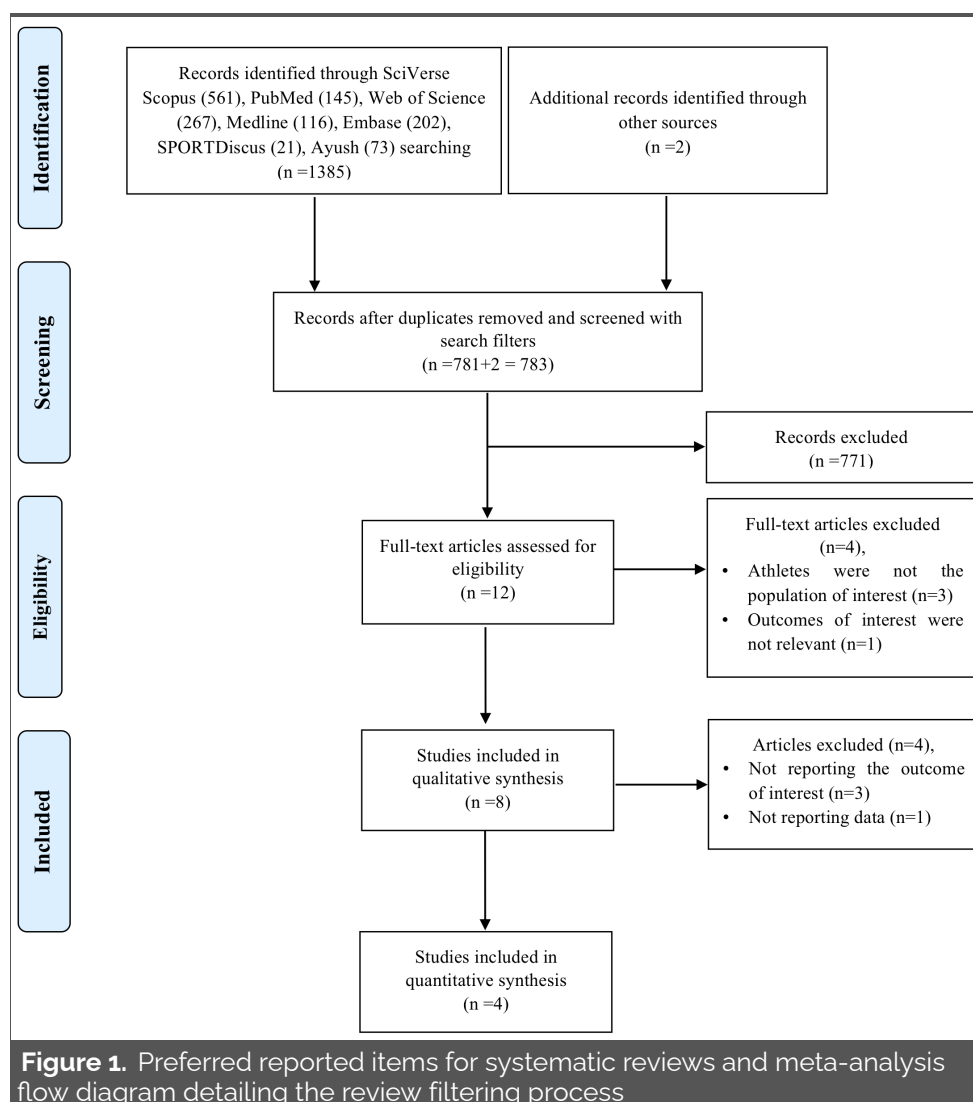 Identification
Records identified through SciVerse
Scopus (561), PubMed (145), Web of Science
(267), Medline (116), Embase (202),
SPORTDiscus (21), Ayush (73) searching
(n =1385)
Additional records identified through
other sources
(n =2)
Screening
Records after duplicates removed and screened with
search filters
(n =781+2 = 783)
Records excluded
(n =771)
Eligibility
Full-text articles assessed for
eligibility
(n =12)
Full-text articles excluded
(n=4),
• Athletes were not the
population of interest (n=3)
• Outcomes of interest were
not relevant (n=1)
Included
Studies included in
qualitative synthesis
(n =8)
Articles excluded (n=4),
• Not reporting the outcome
of interest (n=3)
• Not reporting data (n=1)
Studies included in
quantitative synthesis
(n =4)
Figure 1. Preferred reported items for systematic reviews and meta-analysis
flow diagram detailing the review filtering process